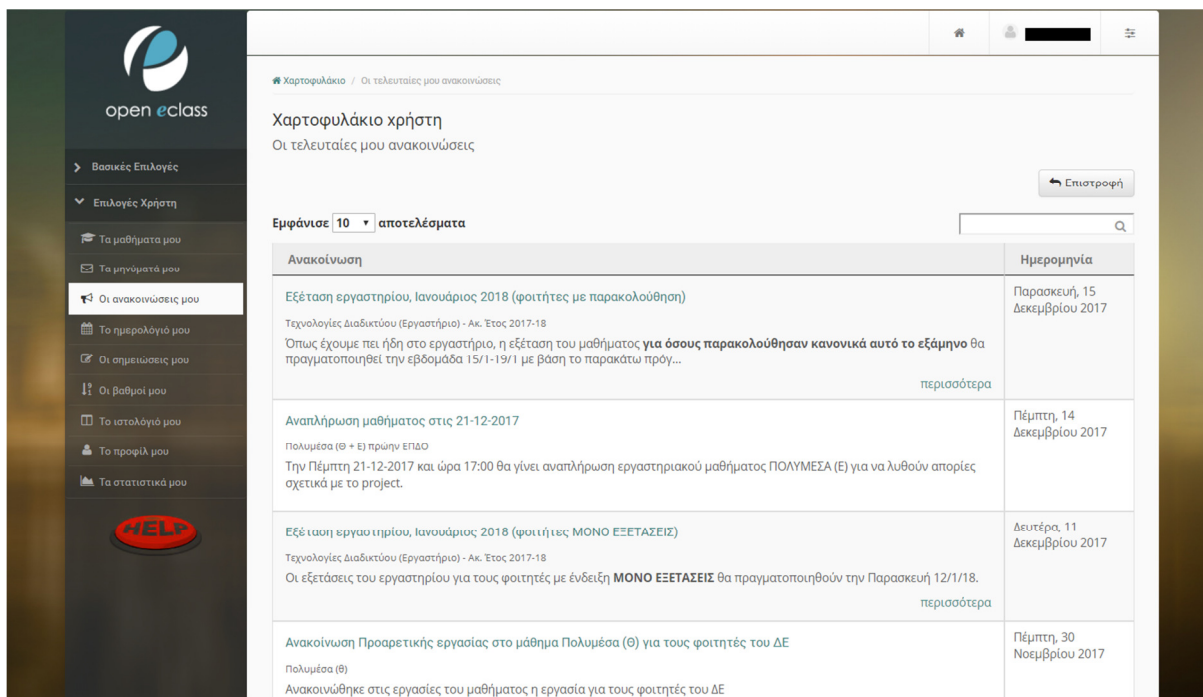 open eclass
Βασικές Επιλογές
Επιλογές Χρήστη
Τα μαθήματα μου
Τα μηνύματά μου
Οι ανακοινώσεις μου
Το ημερολόγιό μου
Οι σημειώσεις μου
Οι βαθμοί μου
Το ιστολόγιό μου
Το προφίλ μου
Τα στατιστικά μου
HELP
Χαρτοφυλάκιο / Οι τελευταίες μου ανακοινώσεις
Χαρτοφυλάκιο χρήστη
Οι τελευταίες μου ανακοινώσεις
Επιστροφή
Εμφάνισε 10 αποτελέσματα
Ανακοίνωση Ημερομηνία
Εξέταση εργαστηρίου, Ιανουάριος 2018 (φοιτητές με παρακολούθηση)
Τεχνολογίες Διαδικτύου (Εργαστήριο) - Ακ. Έτος 2017-18
Όπως έχουμε πει ήδη στο εργαστήριο, η εξέταση του μαθήματος για όσους παρακολούθησαν κανονικά αυτό το εξάμηνο θα
πραγματοποιηθεί την εβδομάδα 15/1-19/1 με βάση το παρακάτω πρόγ...
περισσότερα
Παρασκευή, 15
Δεκεμβρίου 2017
Αναπλήρωση μαθήματος στις 21-12-2017
Πολυμέσα (Θ + Ε) πρώην ΕΠΔΟ
Την Πέμπτη 21-12-2017 και ώρα 17:00 θα γίνει αναπλήρωση εργαστηριακού μαθήματος ΠΟΛΥΜΕΣΑ (Ε) για να λυθούν απορίες
σχετικά με το project.
Πέμπτη, 14
Δεκεμβρίου 2017
Εξέταση εργαστηρίου, Ιανουάριος 2018 (φοιτητές ΜΟΝΟ ΕΞΕΤΑΣΕΙΣ)
Τεχνολογίες Διαδικτύου (Εργαστήριο) - Ακ. Έτος 2017-18
Οι εξετάσεις του εργαστηρίου για τους φοιτητές με ένδειξη ΜΟΝΟ ΕΞΕΤΑΣΕΙΣ θα πραγματοποιηθούν την Παρασκευή 12/1/18.
περισσότερα
Δευτέρα, 11
Δεκεμβρίου 2017
Ανακοίνωση Προαρετικής εργασίας στο μάθημα Πολυμέσα (Θ) για τους φοιτητές του ΔΕ
Πολυμέσα (θ)
Ανακοινώθηκε στις εργασίες του μαθήματος η εργασία για τους φοιτητές του ΔΕ
Πέμπτη, 30
Νοεμβρίου 2017